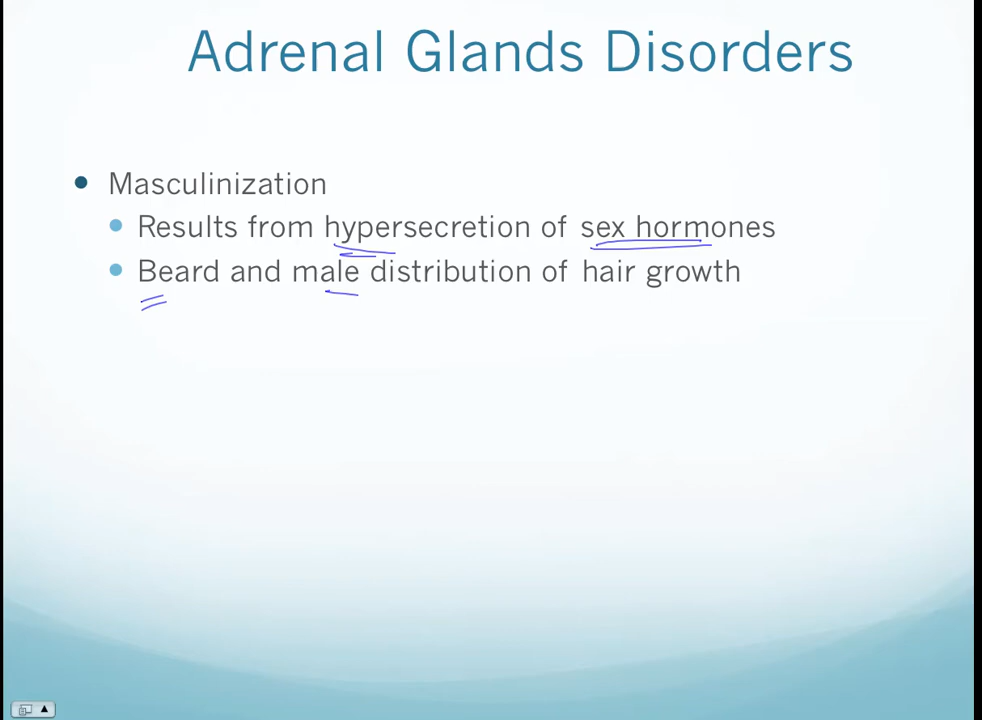 Adrenal Glands Disorders
Masculinization
Results from hypersecretion of sex hormones
Beard and male distribution of hair growth